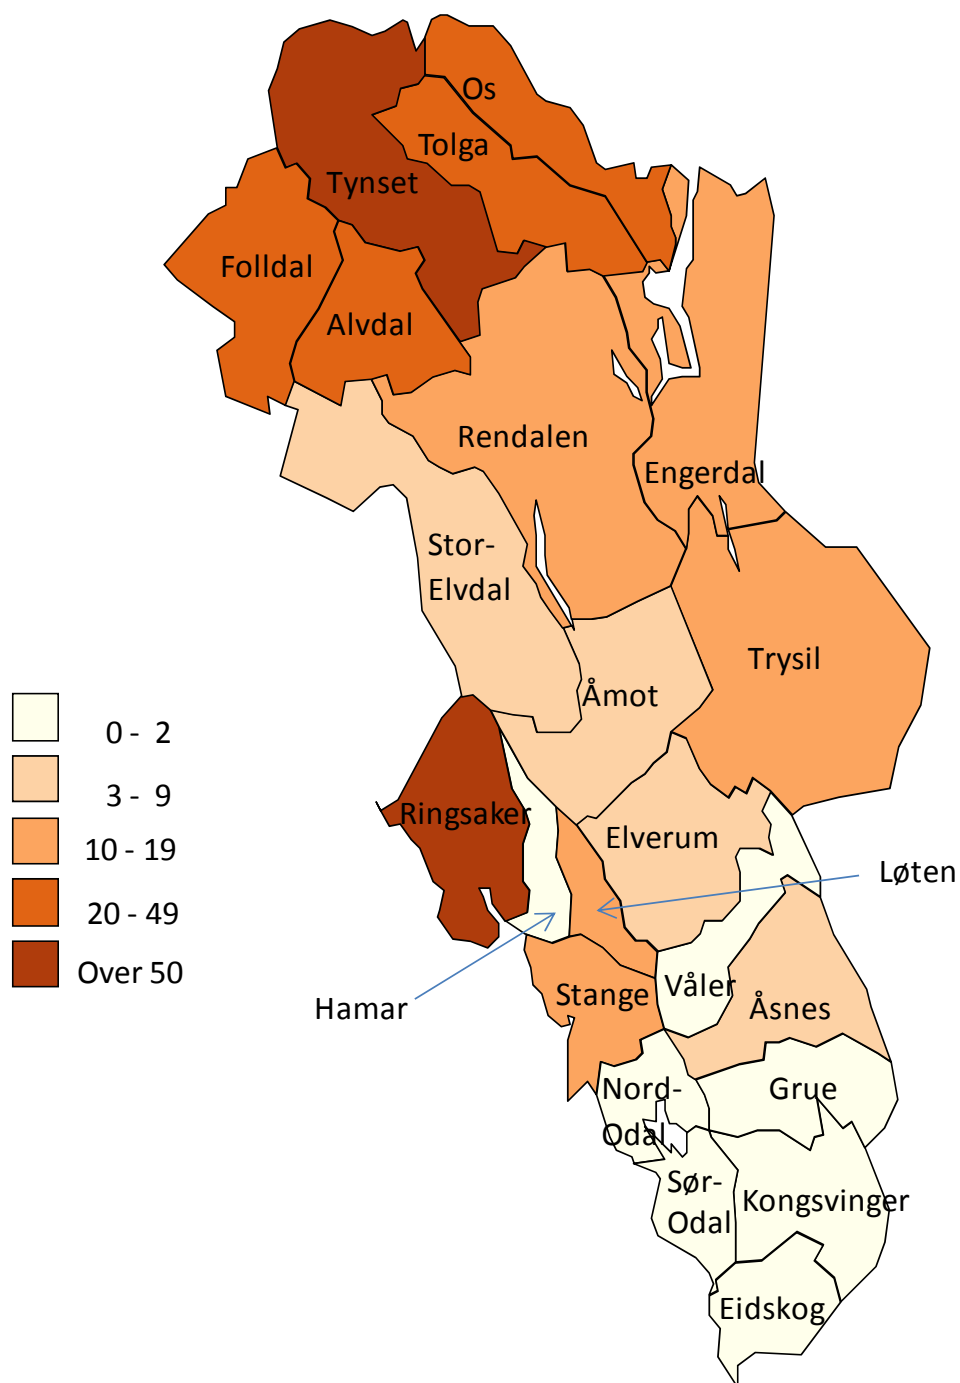 Os
Tolga
Tynset
Folldal
Alvdal
Rendalen
Engerdal
Stor-
Elvdal
Trysil
Åmot
0 - 2
3 - 9
10 - 19
20 - 49
Over 50
Ringsaker
Elverum
Løten
Hamar
Stange
Våler
Åsnes
Nord-
Odal
Grue
Sør-
Odal
Kongsvinger
Eidskog